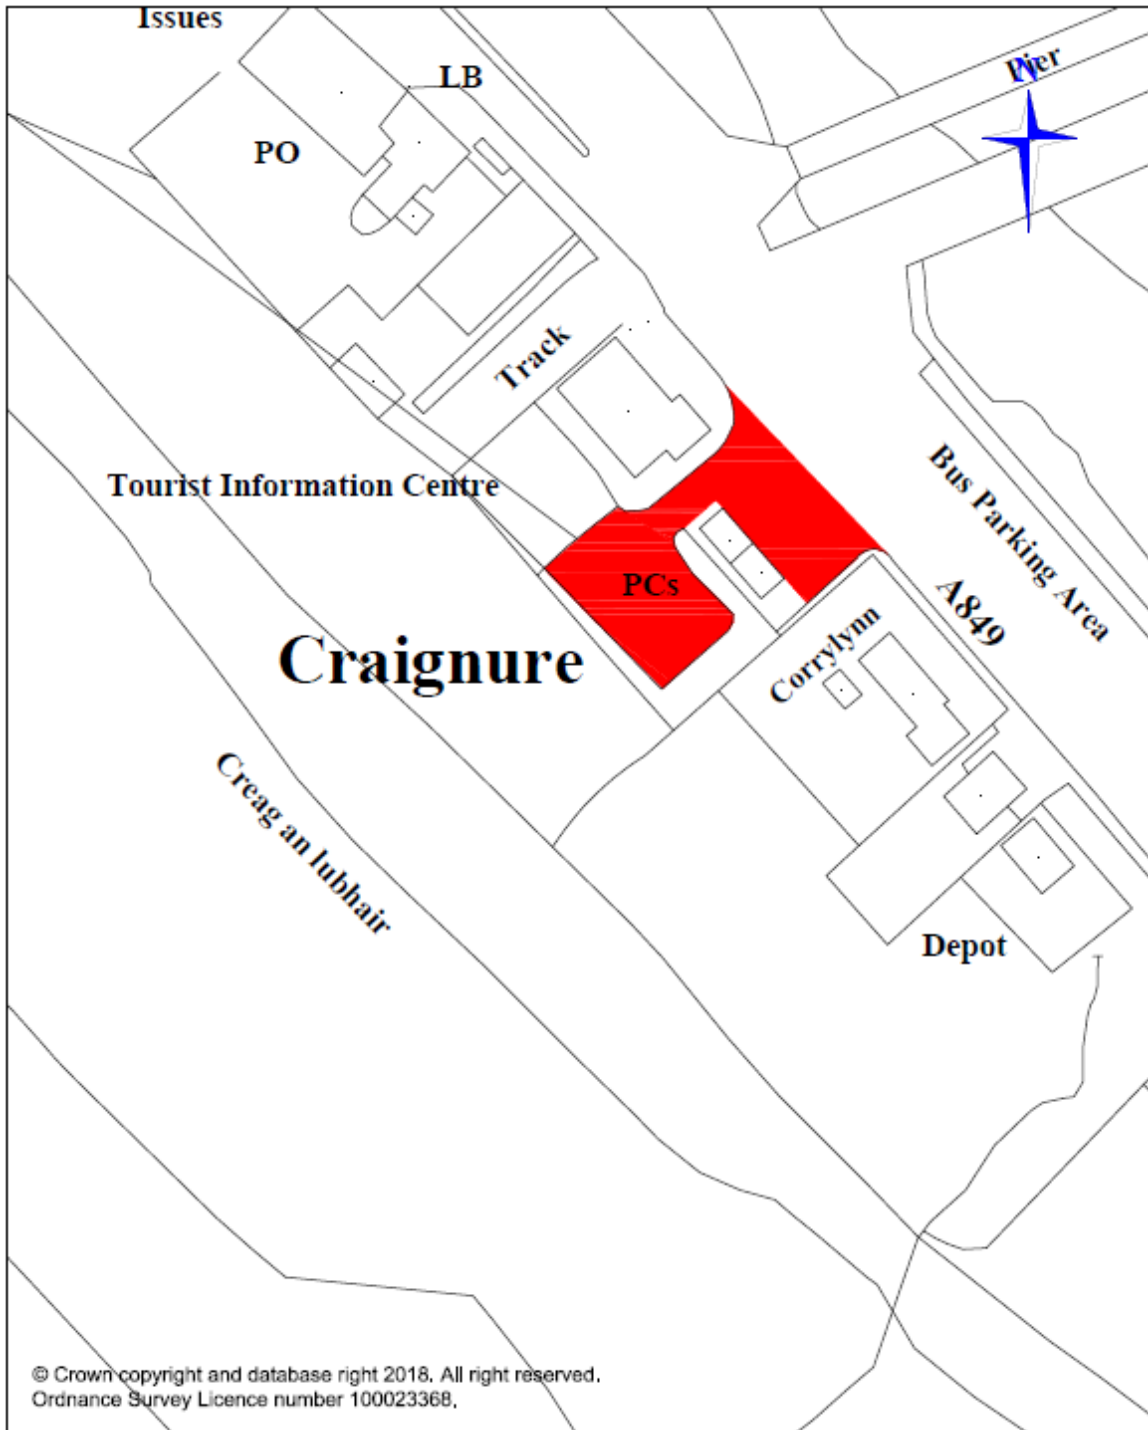 Issues
LB
Pier
N
PO
Track
Tourist Information Centre
Bus Parking Area
PCs
A849
Corrylynn
Craignure
Creag an Iubhair
Depot
© Crown copyright and database right 2018. All right reserved.
Ordnance Survey Licence number 100023368,